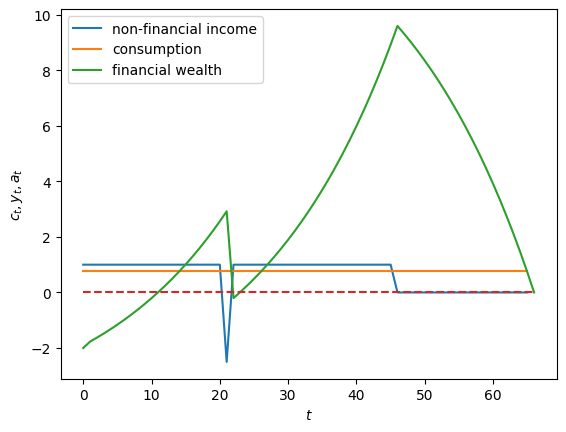 non-financial income
consumption
financial wealth
10
8
6
4
2
0
−2
c_t, y_t, a_t
0
10
20
30
40
50
60
t